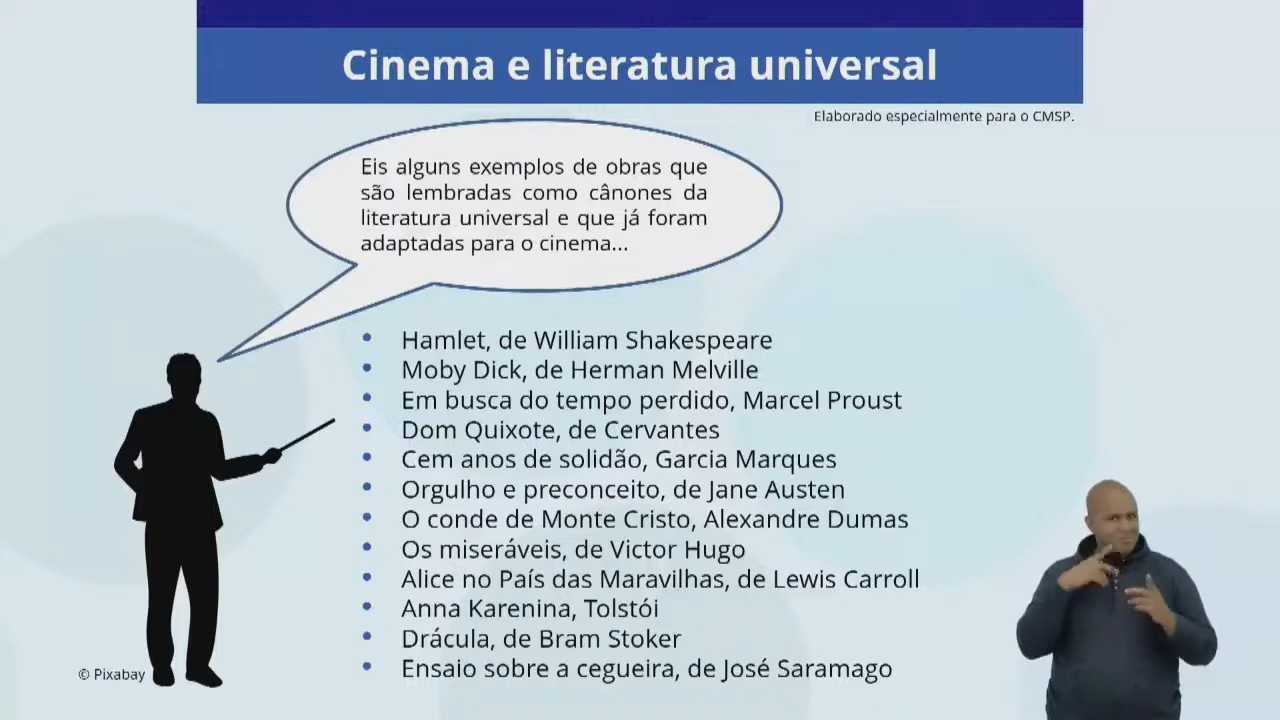 Cinema e literatura universal
Elaborado especialmente para o CMSP.
Eis alguns exemplos de obras que
são lembradas como cânones da
literatura universal e que já foram
adaptadas para o cinema...
• Hamlet, de William Shakespeare
• Moby Dick, de Herman Melville
• Em busca do tempo perdido, Marcel Proust
• Dom Quixote, de Cervantes
• Cem anos de solidão, Garcia Marques
• Orgulho e preconceito, de Jane Austen
• O conde de Monte Cristo, Alexandre Dumas
• Os miseráveis, de Victor Hugo
• Alice no País das Maravilhas, de Lewis Carroll
• Anna Karenina, Tolstói
• Drácula, de Bram Stoker
• Ensaio sobre a cegueira, de José Saramago
© Pixabay